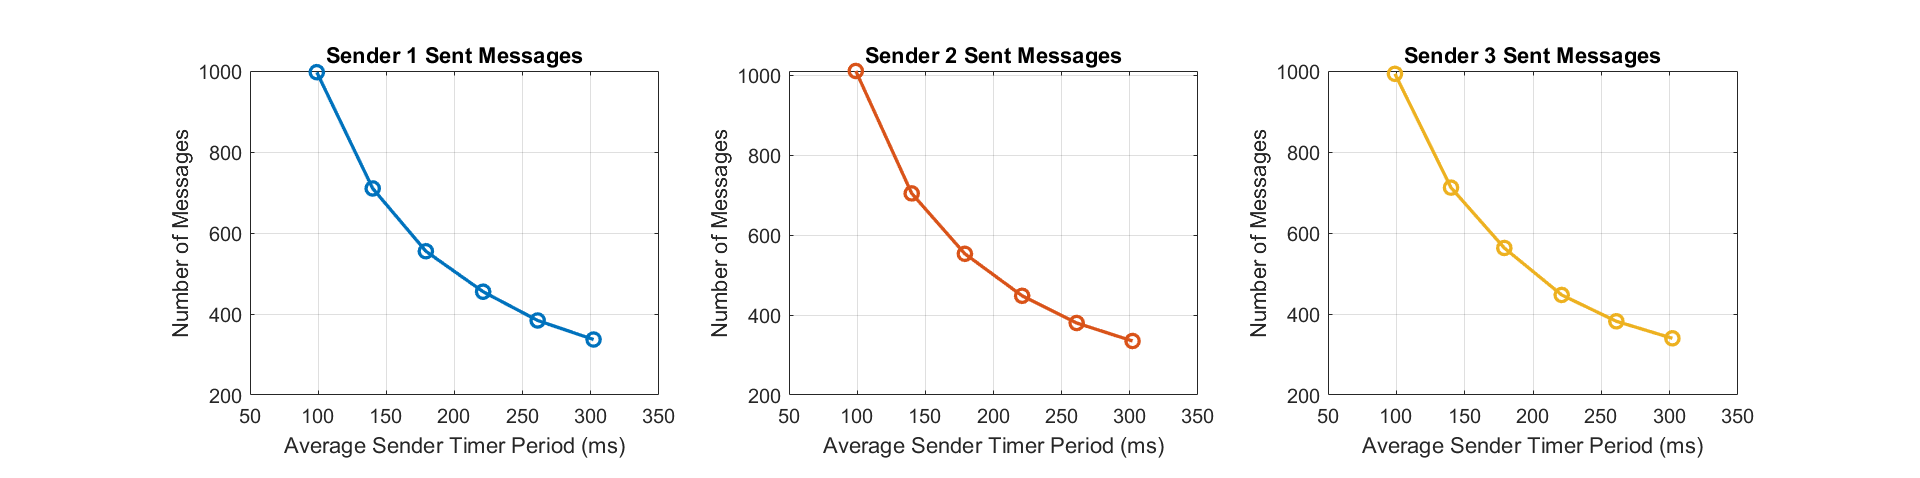 Sender 1 Sent Messages
1000
800
600
400
200
50 100 150 200 250 300 350
Number of Messages
Average Sender Timer Period (ms)
Sender 2 Sent Messages
1000
800
600
400
200
50 100 150 200 250 300 350
Number of Messages
Average Sender Timer Period (ms)
Sender 3 Sent Messages
1000
800
600
400
200
50 100 150 200 250 300 350
Number of Messages
Average Sender Timer Period (ms)